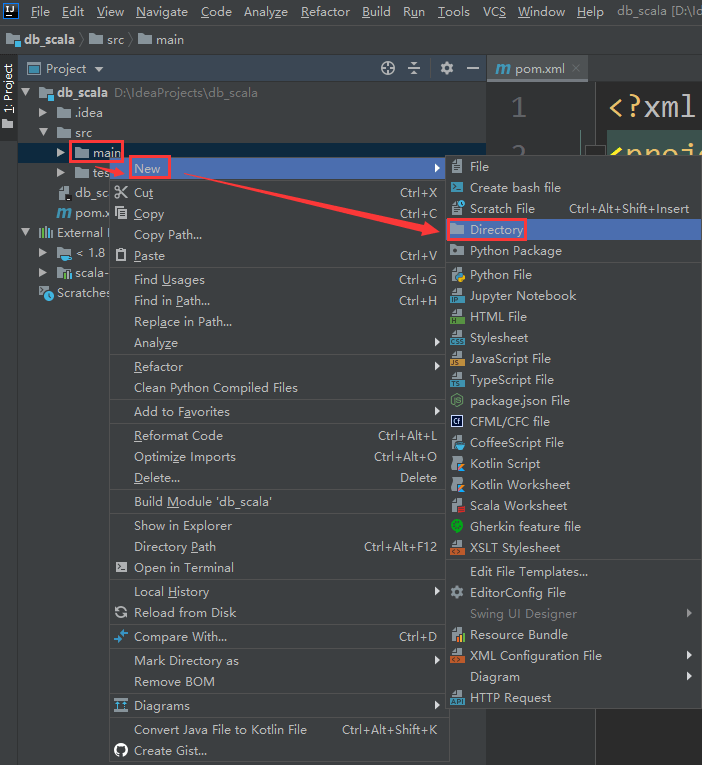 IJ File Edit View Navigate Code Analyze Refactor Build Run Tools VCS Window Help db_scala [D:\Id
db_scala src main
1: Project
Project
pom.xml
db_scala D:\IdeaProjects\db_scala
.idea
src
main
tes
db_sc
pom.x
External L
< 1.8
scala-
Scratches
1
2
<?xml
<proje
New
Cut Ctrl+X
Copy Ctrl+C
Copy Path...
Paste Ctrl+V
Find Usages Ctrl+G
Find in Path... Ctrl+H
Replace in Path...
Analyze
Refactor
Clean Python Compiled Files
Add to Favorites
Reformat Code Ctrl+Alt+L
Optimize Imports Ctrl+Alt+O
Delete... Delete
Build Module 'db_scala'
Show in Explorer
Directory Path Ctrl+Alt+F12
Open in Terminal
Local History
Reload from Disk
Compare With... Ctrl+D
Mark Directory as
Remove BOM
Diagrams
Convert Java File to Kotlin File Ctrl+Alt+Shift+K
Create Gist...
File
Create bash file
Scratch File Ctrl+Alt+Shift+Insert
Directory
Python Package
Python File
Jupyter Notebook
HTML File
Stylesheet
JavaScript File
TypeScript File
package.json File
CFML/CFC file
CoffeeScript File
Kotlin Script
Kotlin Worksheet
Scala Worksheet
Gherkin feature file
XSLT Stylesheet
Edit File Templates...
EditorConfig File
Swing UI Designer
Resource Bundle
XML Configuration File
Diagram
HTTP Request